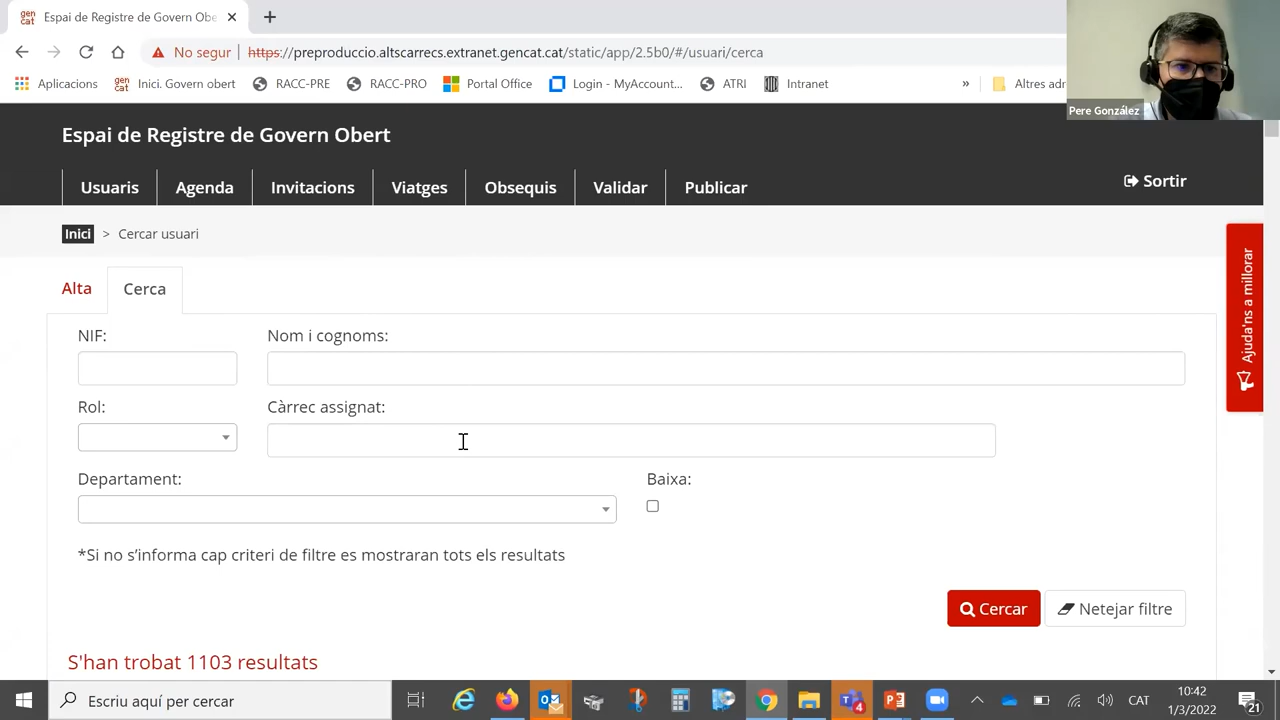 gen
cat
Espai de Registre de Govern Obe
No segur
https://preproduccio.altscarrecs.extranet.gencat.cat/static/app/2.5b0/#/usuari/cerca
Aplicacions
gen
cat
Inici. Govern obert
RACC-PRE
RACC-PRO
Portal Office
Login - MyAccount...
ATRI
Intranet
»
Altres adr
Pere González
Espai de Registre de Govern Obert
Usuaris
Agenda
Invitacions
Viatges
Obsequis
Validar
Publicar
Sortir
Inici > Cercar usuari
Ajuda'ns a millorar
Alta
Cerca
NIF:
Nom i cognoms:
Rol:
Càrrec assignat:
Departament:
Baixa:
*Si no s'informa cap criteri de filtre es mostraran tots els resultats
Cercar
Netejar filtre
S'han trobat 1103 resultats
Escriu aquí per cercar
4
CAT
10:42
1/3/2022
21